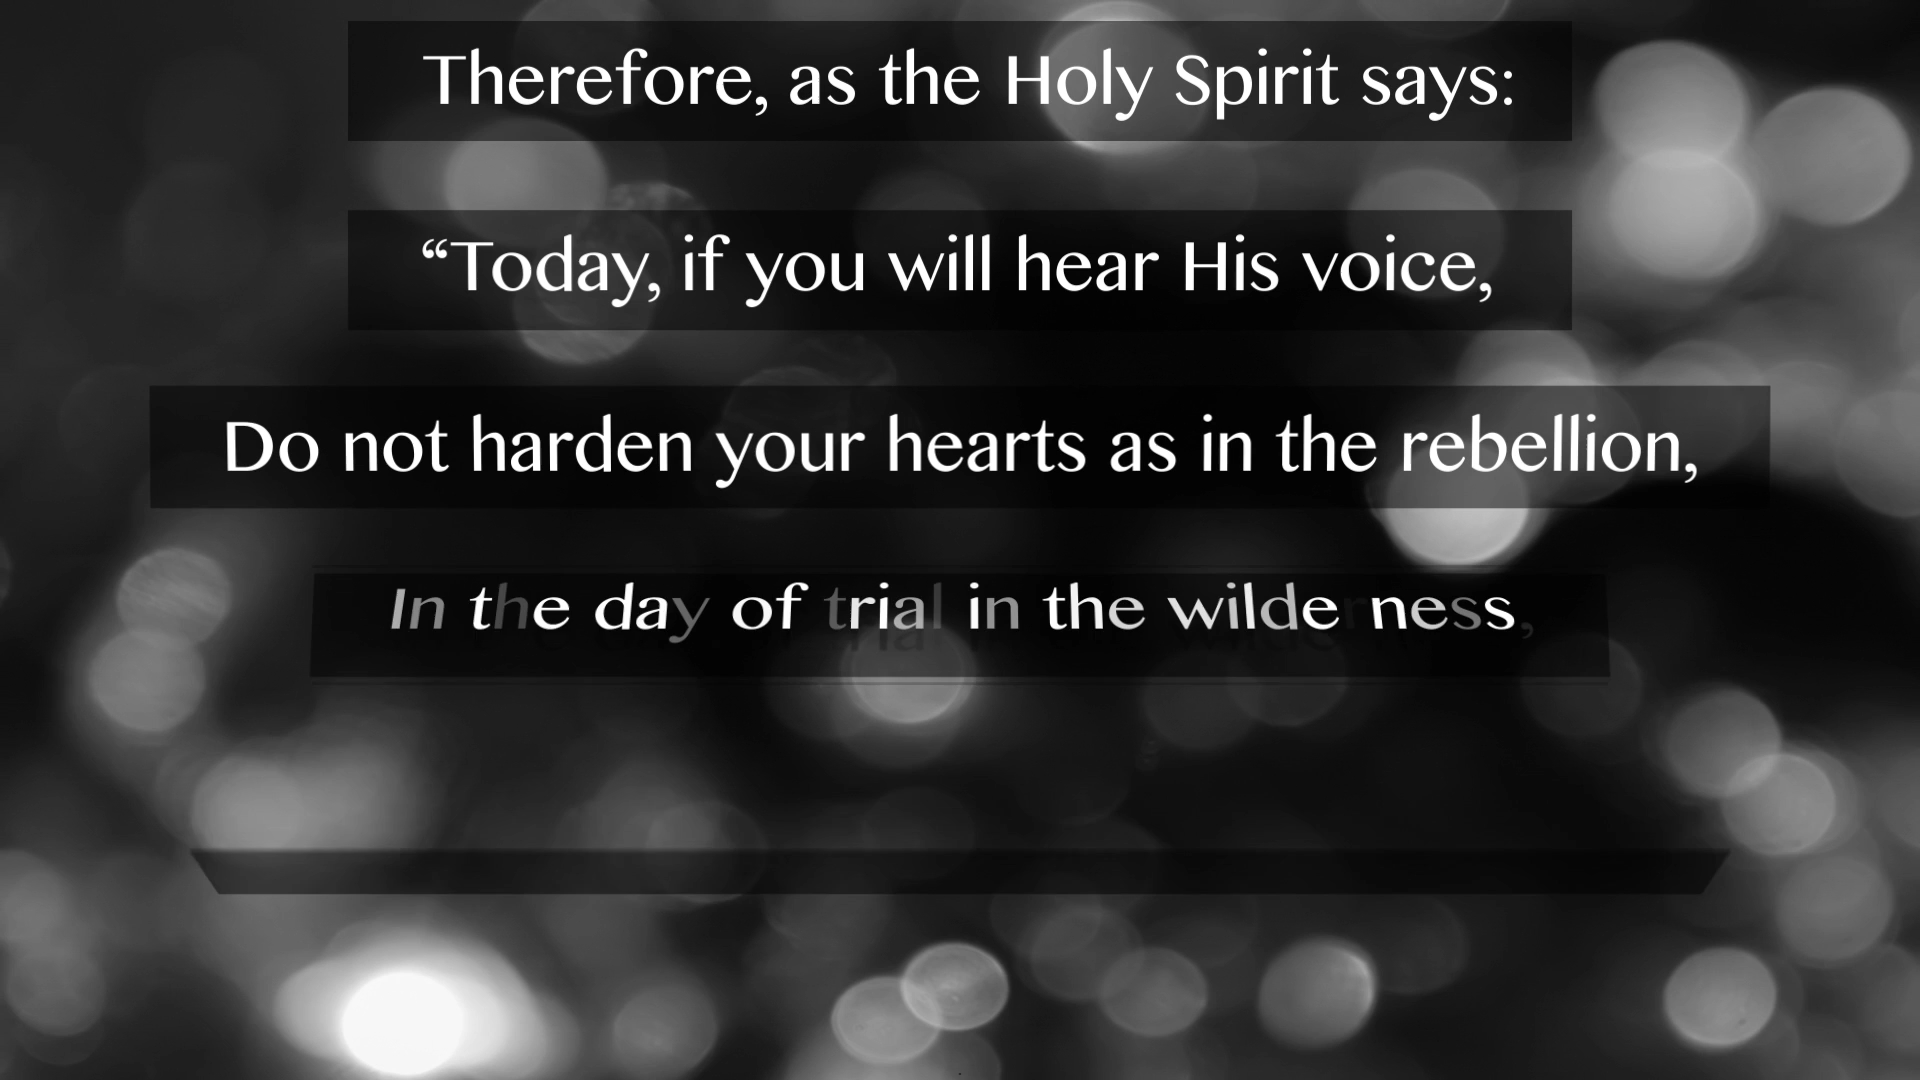 Therefore, as the Holy Spirit says:
“Today, if you will hear His voice,
Do not harden your hearts as in the rebellion,
In the day of trial in the wilderness,